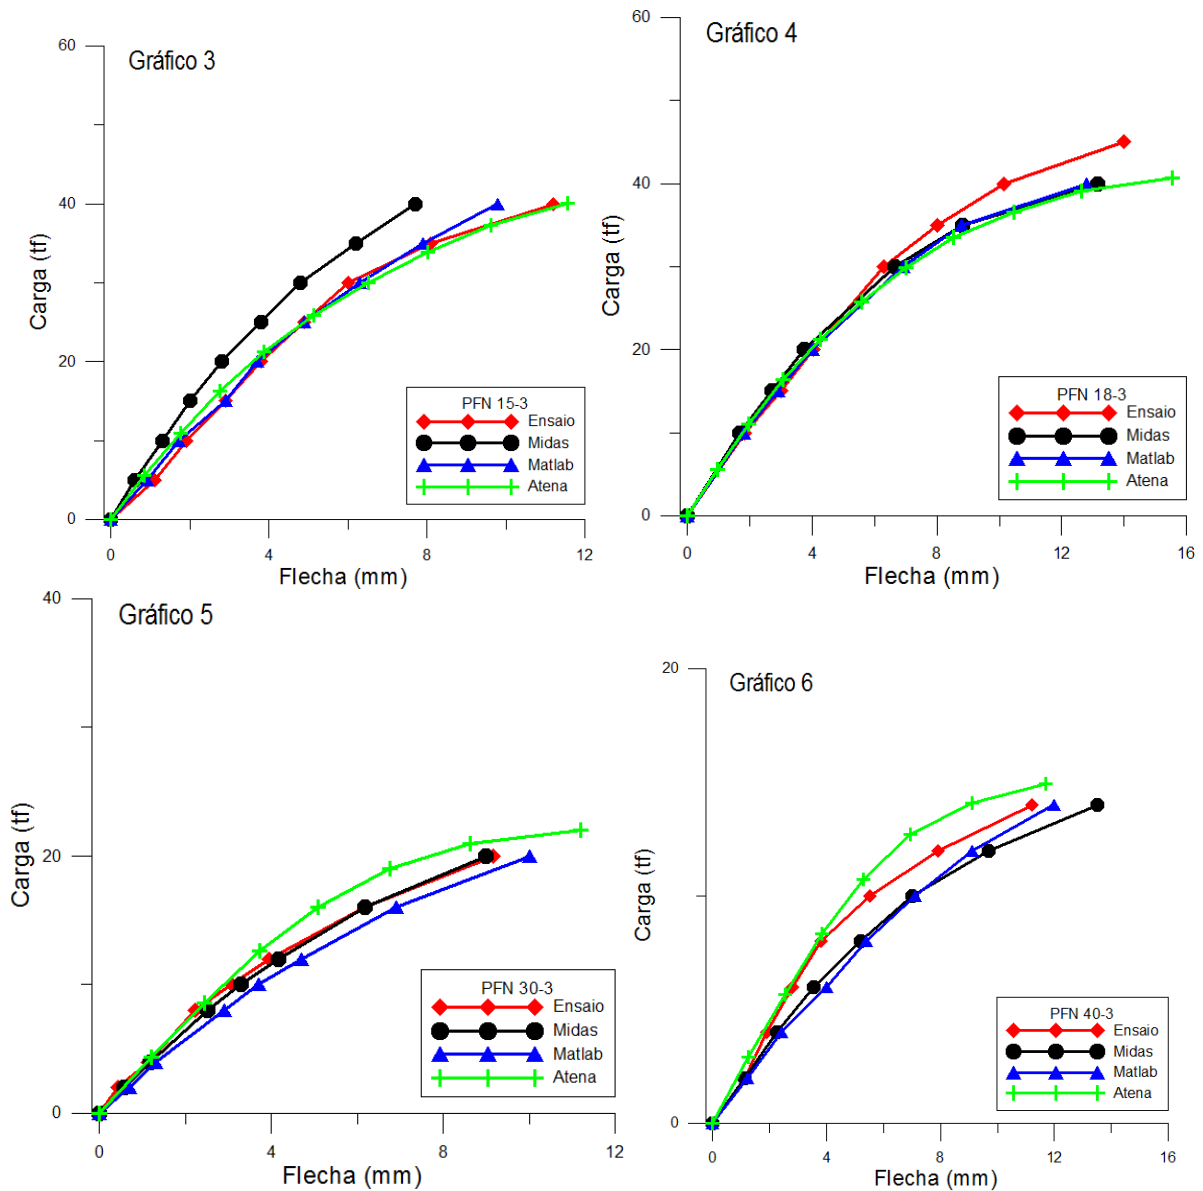 Gráfico 3
60
40
20
0
Carga (tf)
0 4 8 12
Flecha (mm)
PFN 15-3
Ensaio
Midas
Matlab
Atena
Gráfico 4
60
40
20
0
Carga (tf)
0 4 8 12 16
Flecha (mm)
PFN 18-3
Ensaio
Midas
Matlab
Atena
Gráfico 5
40
20
0
Carga (tf)
0 4 8 12
Flecha (mm)
PFN 30-3
Ensaio
Midas
Matlab
Atena
Gráfico 6
20
0
Carga (tf)
0 4 8 12 16
Flecha (mm)
PFN 40-3
Ensaio
Midas
Matlab
Atena